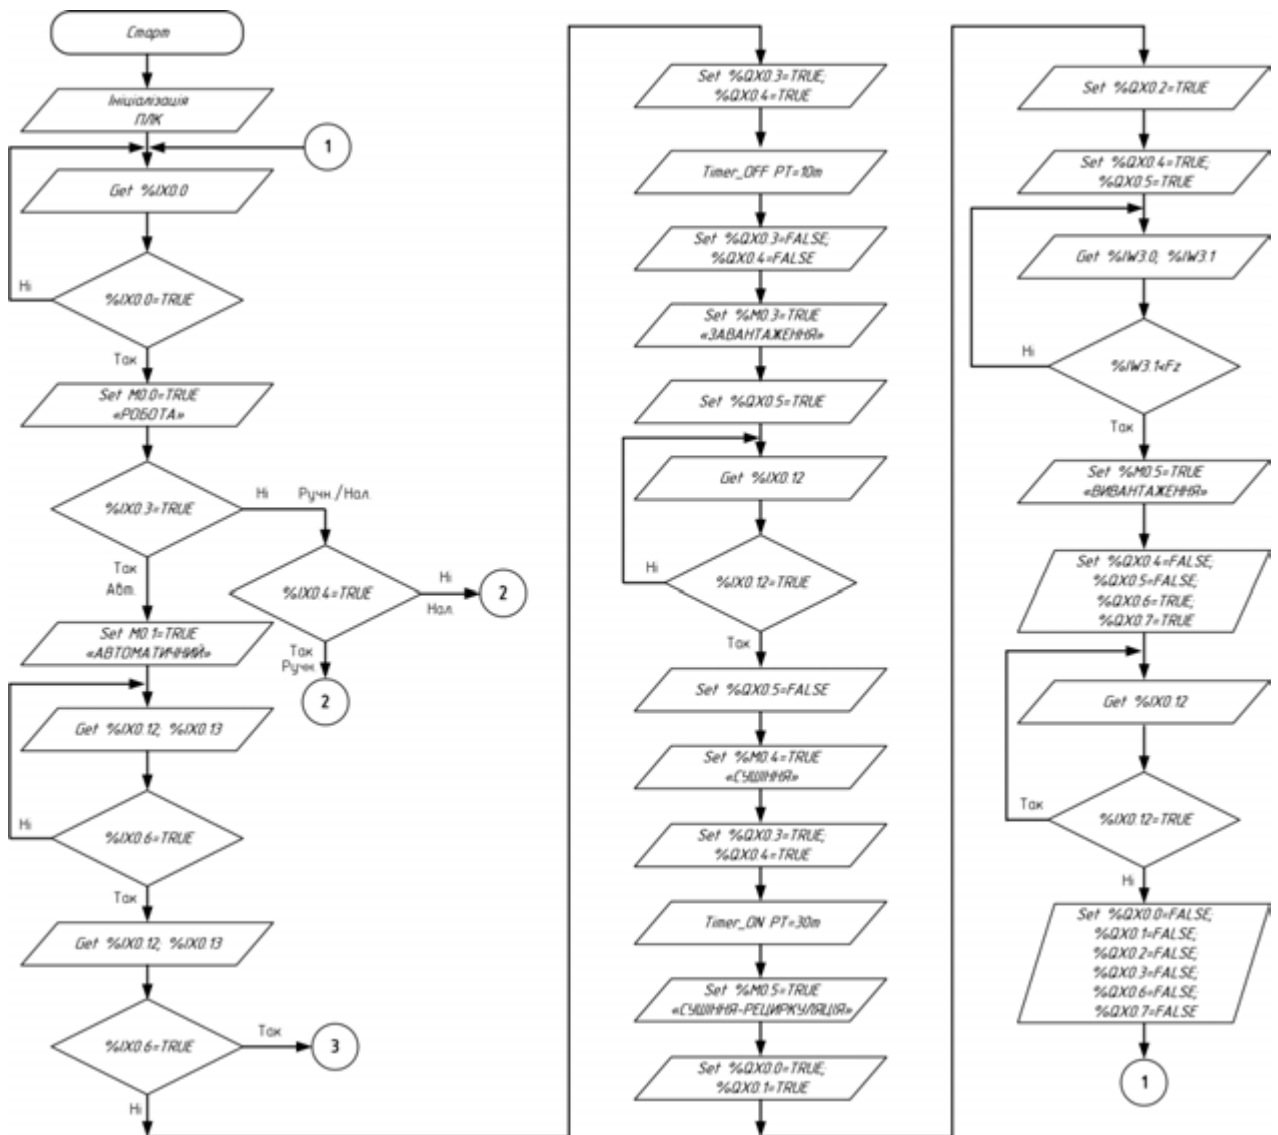 Старт
Ініціалізація
ПЛК
1
Get %IX0.0
%IX0.0=TRUE
Ні
Так
Set M0.0=TRUE
«РОБОТА»
%IX0.3=TRUE
Ні
Ручн./Нал.
Так
Авт.
%IX0.4=TRUE
Ні
Нал.
2
Так
Ручн.
2
Set M0.1=TRUE
«АВТОМАТИЧНИЙ»
Get %IX0.12; %IX0.13
%IX0.6=TRUE
Ні
Так
Get %IX0.12; %IX0.13
%IX0.6=TRUE
Так
3
Ні
Set %QX0.3=TRUE;
%QX0.4=TRUE
Timer_OFF PT=10m
Set %QX0.3=FALSE;
%QX0.4=FALSE
Set %M0.3=TRUE
«ЗАВАНТАЖЕННЯ»
Set %QX0.5=TRUE
Get %IX0.12
%IX0.12=TRUE
Ні
Так
Set %QX0.5=FALSE
Set %M0.4=TRUE
«СУШІННЯ»
Set %QX0.3=TRUE;
%QX0.4=TRUE
Timer_ON PT=30m
Set %M0.5=TRUE
«СУШІННЯ-РЕЦИРКУЛЯЦІЯ»
Set %QX0.0=TRUE;
%QX0.1=TRUE
Set %QX0.2=TRUE
Set %QX0.4=TRUE;
%QX0.5=TRUE
Get %IW3.0; %IW3.1
%IW3.1<Fz
Ні
Так
Set %M0.5=TRUE
«ВИВАНТАЖЕННЯ»
Set %QX0.4=FALSE;
%QX0.5=FALSE;
%QX0.6=TRUE;
%QX0.7=TRUE
Get %IX0.12
%IX0.12=TRUE
Так
Ні
Set %QX0.0=FALSE;
%QX0.1=FALSE;
%QX0.2=FALSE;
%QX0.3=FALSE;
%QX0.6=FALSE;
%QX0.7=FALSE
1